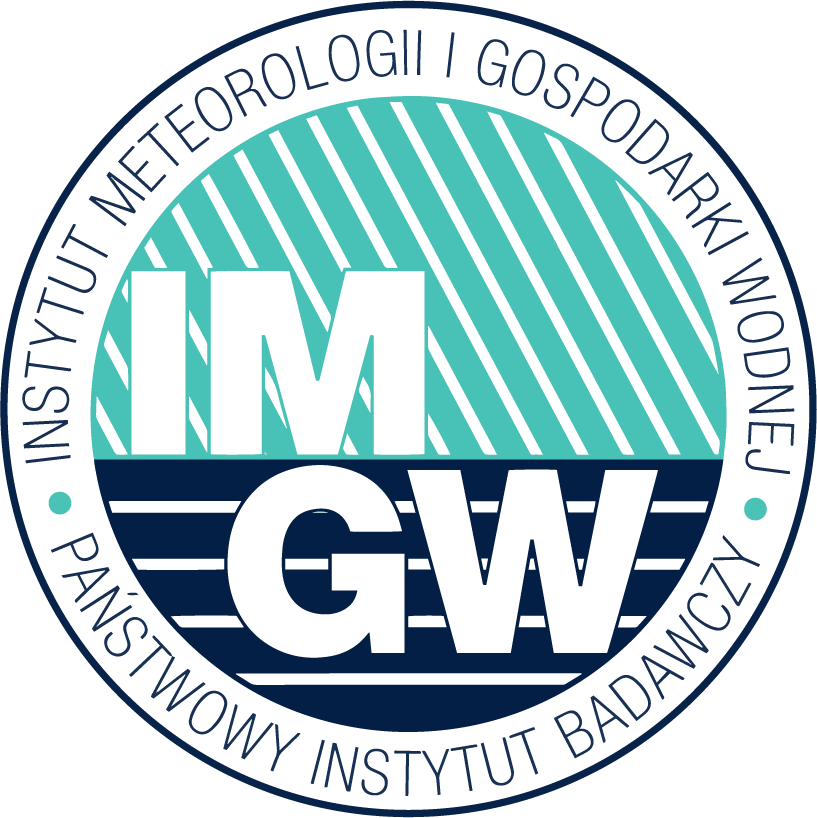 INSTYTUT METEOROLOGII I GOSPODARKI WODNEJ
IM
GW
PAŃSTWOWY INSTYTUT BADAWCZY